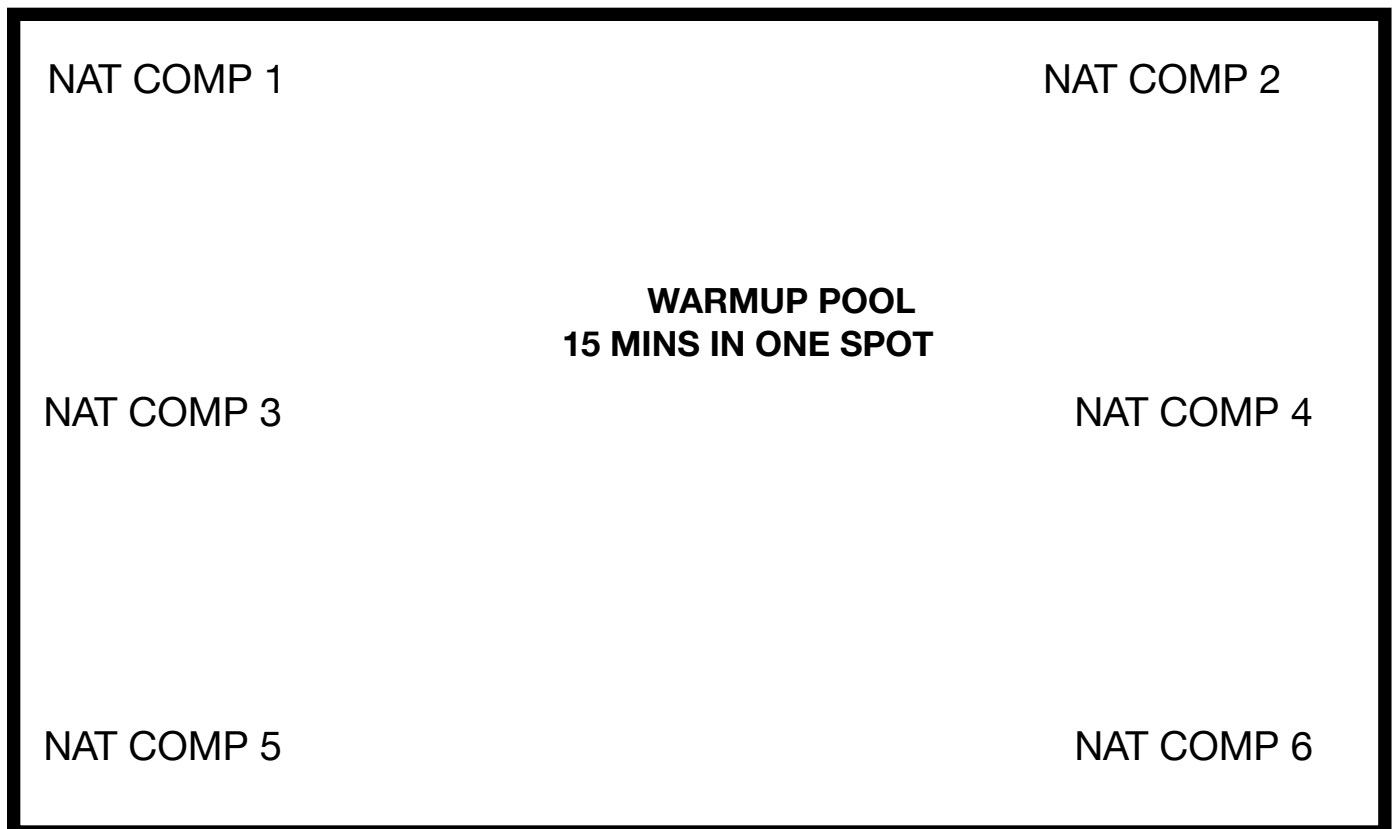 NAT COMP 1
NAT COMP 2
WARMUP POOL
15 MINS IN ONE SPOT
NAT COMP 3
NAT COMP 4
NAT COMP 5
NAT COMP 6